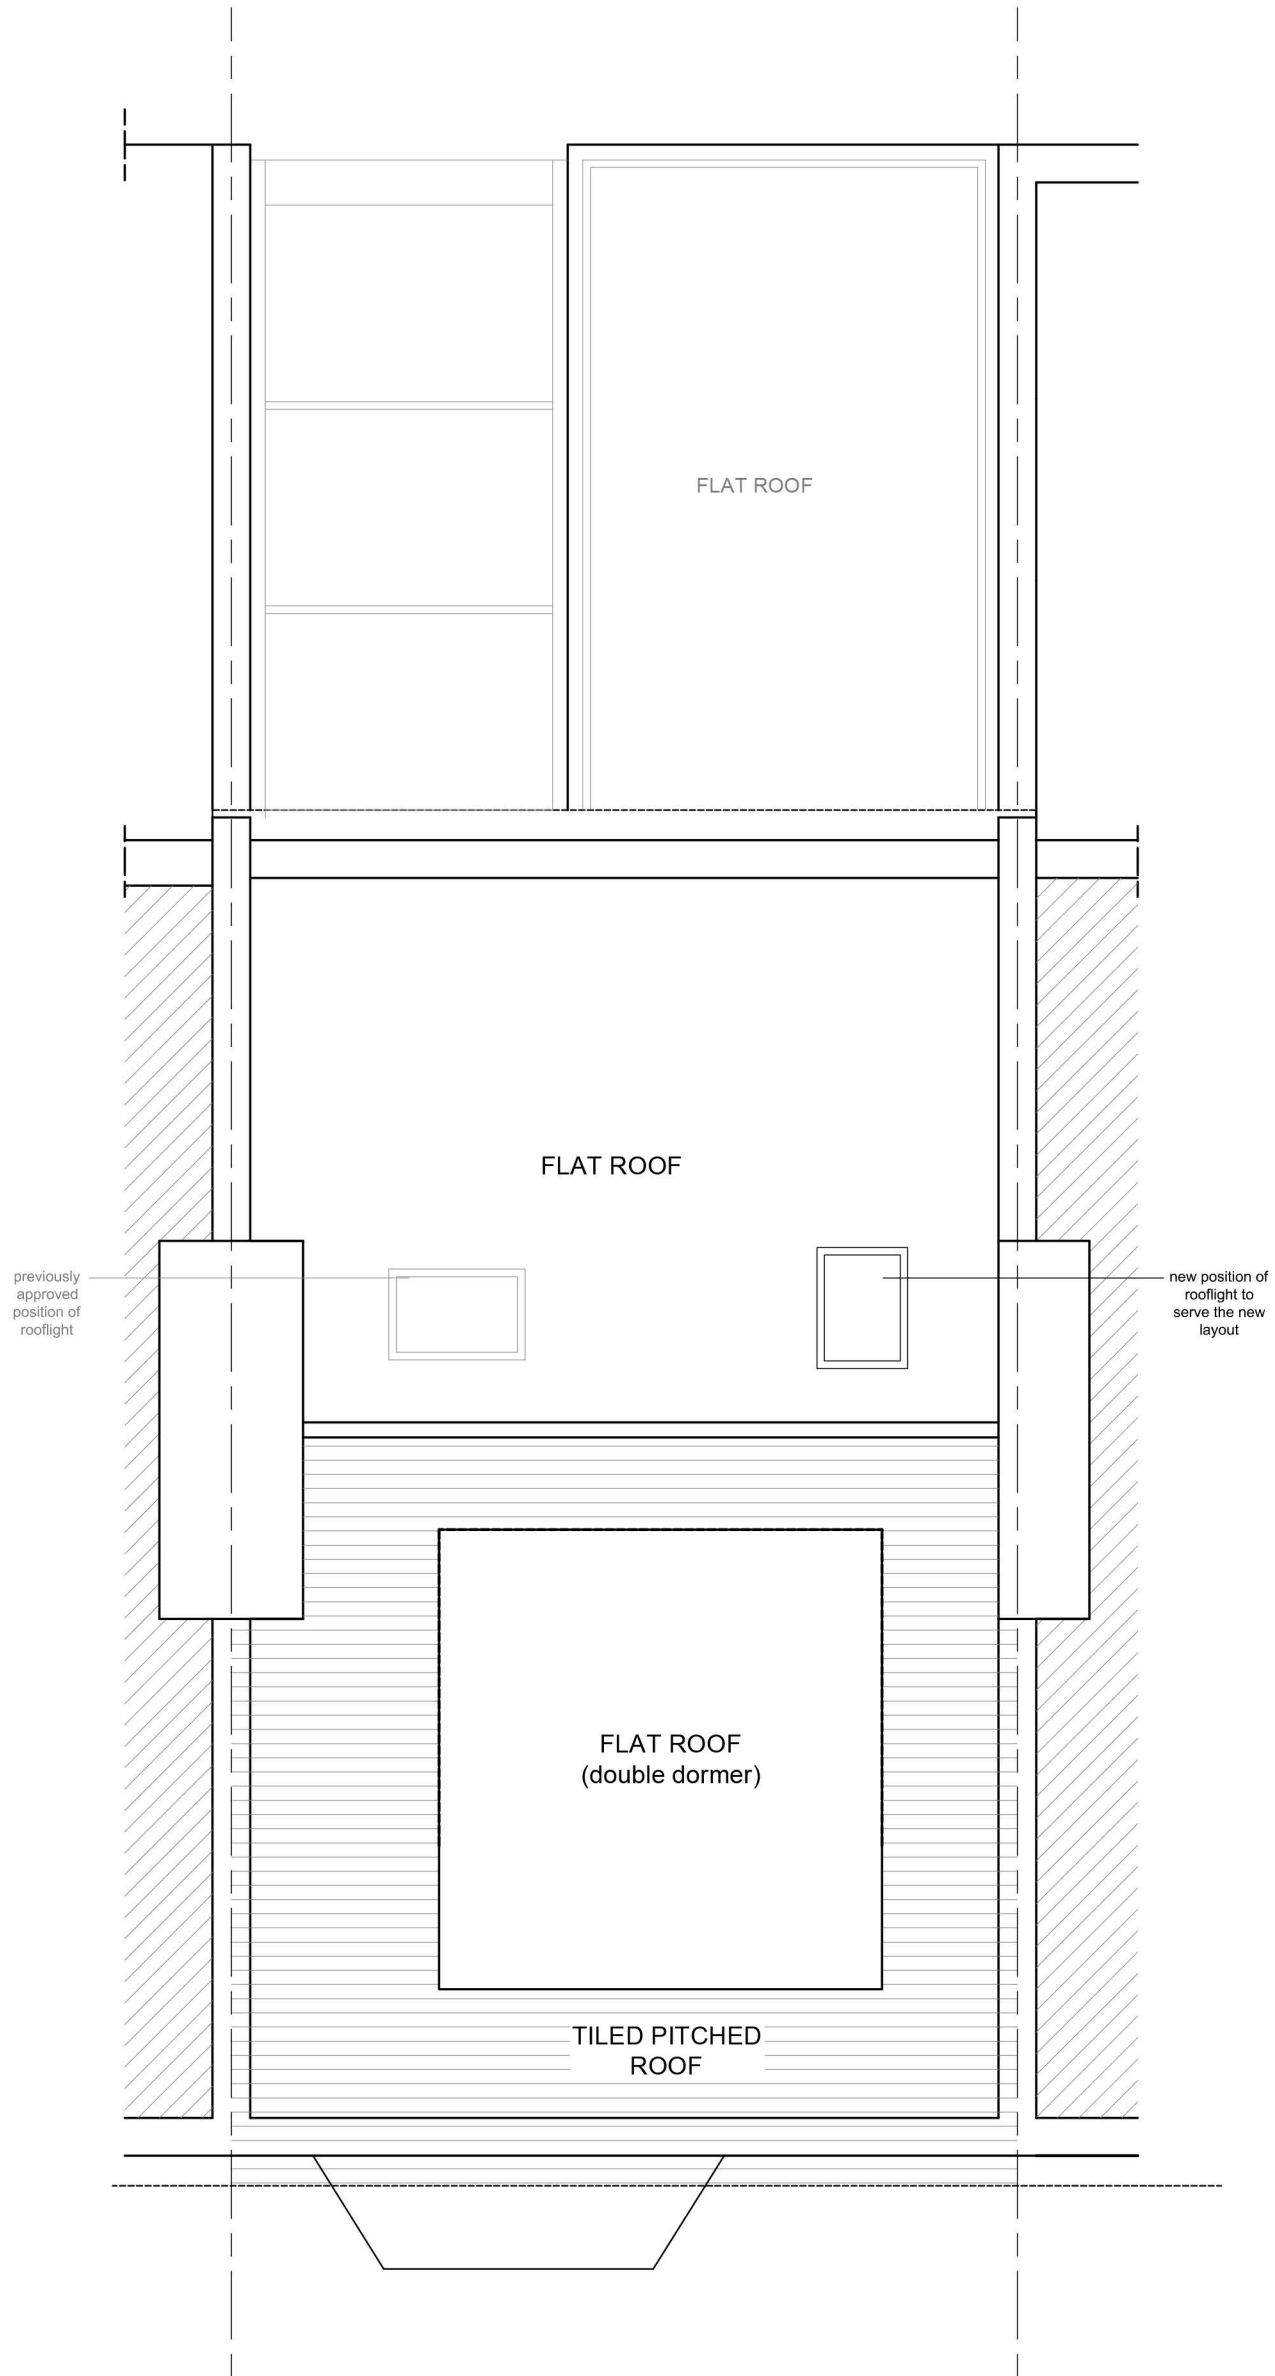 FLAT ROOF
FLAT ROOF
previously
approved
position of
rooflight
new position of
rooflight to
serve the new
layout
FLAT ROOF
(double dormer)
TILED PITCHED
ROOF